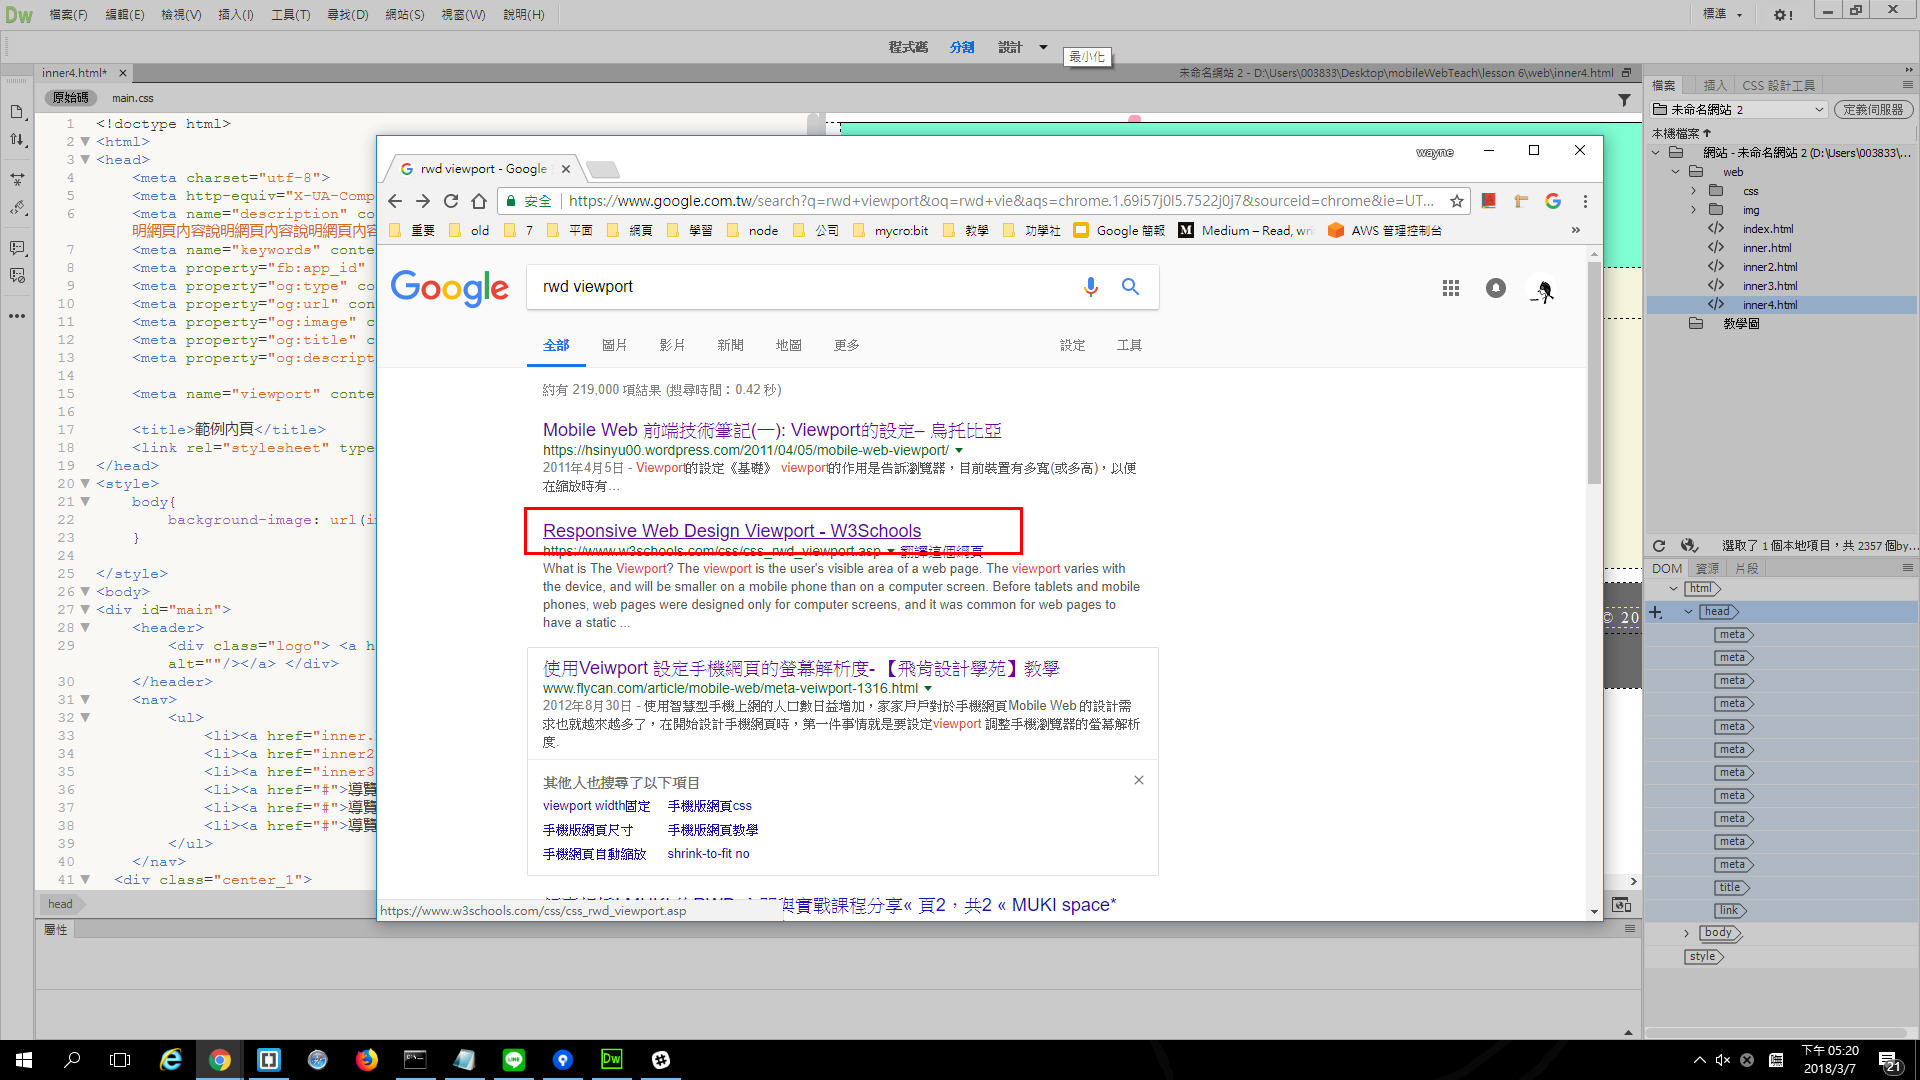 Dw 檔案(F) 編輯(E) 檢視(V) 插入(I) 工具(T) 尋找(D) 網站(S) 視窗(W) 說明(H)
標準
程式碼 分割 設計
最小化
inner4.html*
未命名網站 2 - D:\Users\003833\Desktop\mobileWebTeach\lesson 6\web\inner4.html
原始碼 main.css
1 <!doctype html>
2 <html>
3 <head>
4 <meta charset="utf-8">
5 <meta http-equiv="X-UA-Comp
6 <meta name="description" co
明網頁內容說明網頁內容說明網頁內容
7 <meta name="keywords" conte
8 <meta property="fb:app_id"
9 <meta property="og:type" co
10 <meta property="og:url" con
11 <meta property="og:image" c
12 <meta property="og:title" c
13 <meta property="og:descript
14
15 <meta name="viewport" conte
16
17 <title>範例內頁</title>
18 <link rel="stylesheet" type
19 </head>
20 <style>
21 body{
22 background-image: url(i
23 }
24
25 </style>
26 <body>
27 <div id="main">
28 <header>
29 <div class="logo"> <a h
alt=""/></a> </div>
30 </header>
31 <nav>
32 <ul>
33 <li><a href="inner.
34 <li><a href="inner2
35 <li><a href="inner3
36 <li><a href="#">導覽
37 <li><a href="#">導覽
38 <li><a href="#">導覽
39 </ul>
40 </nav>
41 <div class="center_1">
head
屬性
wayne
rwd viewport - Google
安全 https://www.google.com.tw/search?q=rwd+viewport&oq=rwd+vie&aqs=chrome.1.69i57j0l5.7522j0j7&sourceid=chrome&ie=UT...
重要 old 7 平面 網頁 學習 node 公司 mycro:bit 教學 功學社 Google 簡報 Medium – Read, wri AWS 管理控制台 »
Google rwd viewport
全部 圖片 影片 新聞 地圖 更多 設定 工具
約有 219,000 項結果 (搜尋時間：0.42 秒)
Mobile Web 前端技術筆記(一): Viewport的設定– 烏托比亞
https://hsinyu00.wordpress.com/2011/04/05/mobile-web-viewport/
2011年4月5日 - Viewport的設定《基礎》 viewport的作用是告訴瀏覽器，目前裝置有多寬(或多高)，以便
在縮放時有...
Responsive Web Design Viewport - W3Schools
https://www.w3schools.com/css/css_rwd_viewport.asp 翻譯這個網頁
What is The Viewport? The viewport is the user's visible area of a web page. The viewport varies with
the device, and will be smaller on a mobile phone than on a computer screen. Before tablets and mobile
phones, web pages were designed only for computer screens, and it was common for web pages to
have a static ...
使用Veiwport 設定手機網頁的螢幕解析度-【飛肯設計學苑】教學
www.flycan.com/article/mobile-web/meta-veiwport-1316.html
2012年8月30日 - 使用智慧型手機上網的人口數日益增加，家家戶戶對於手機網頁Mobile Web 的設計需
求也就越來越多了，在開始設計手機網頁時，第一件事情就是要設定viewport 調整手機瀏覽器的螢幕解析
度.
其他人也搜尋了以下項目
viewport width固定 手機版網頁css
手機版網頁尺寸 手機版網頁教學
手機網頁自動縮放 shrink-to-fit no
與實戰課程分享« 頁2，共2 « MUKI space*
https://www.w3schools.com/css/css_rwd_viewport.asp
© 20
檔案 插入 CSS 設計工具
未命名網站 2 定義伺服器
本機檔案
網站 - 未命名網站 2 (D:\Users\003833\...
web
css
img
index.html
inner.html
inner2.html
inner3.html
inner4.html
教學圖
選取了 1 個本地項目，共 2357 個by...
DOM 資源 片段
html
head
meta
meta
meta
meta
meta
meta
meta
meta
meta
meta
meta
title
link
body
style
Dw
下午 05:20
2018/3/7
21